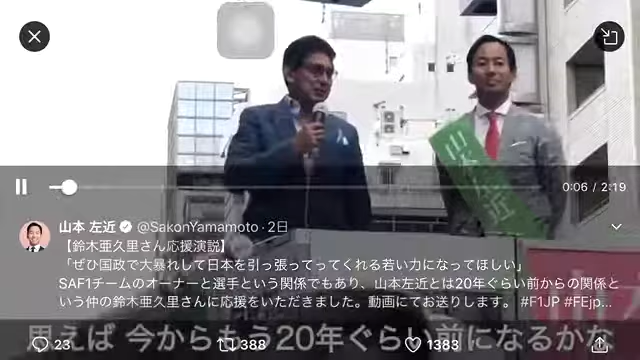 山本左近
0:06 / 2:19
山本 左近 @SakonYamamoto · 2日
【鈴木亜久里さん応援演説】
「ぜひ国政で大暴れして日本を引っ張ってってくれる若い力になってほしい」
SAF1チームのオーナーと選手という関係でもあり、山本左近とは20年ぐらい前からの関係と
いう仲の鈴木亜久里さんに応援をいただきました。動画にてお送りします。 #F1JP #FEjp...
思えば 今からもう20年ぐらい前になるかな
23 388 1388